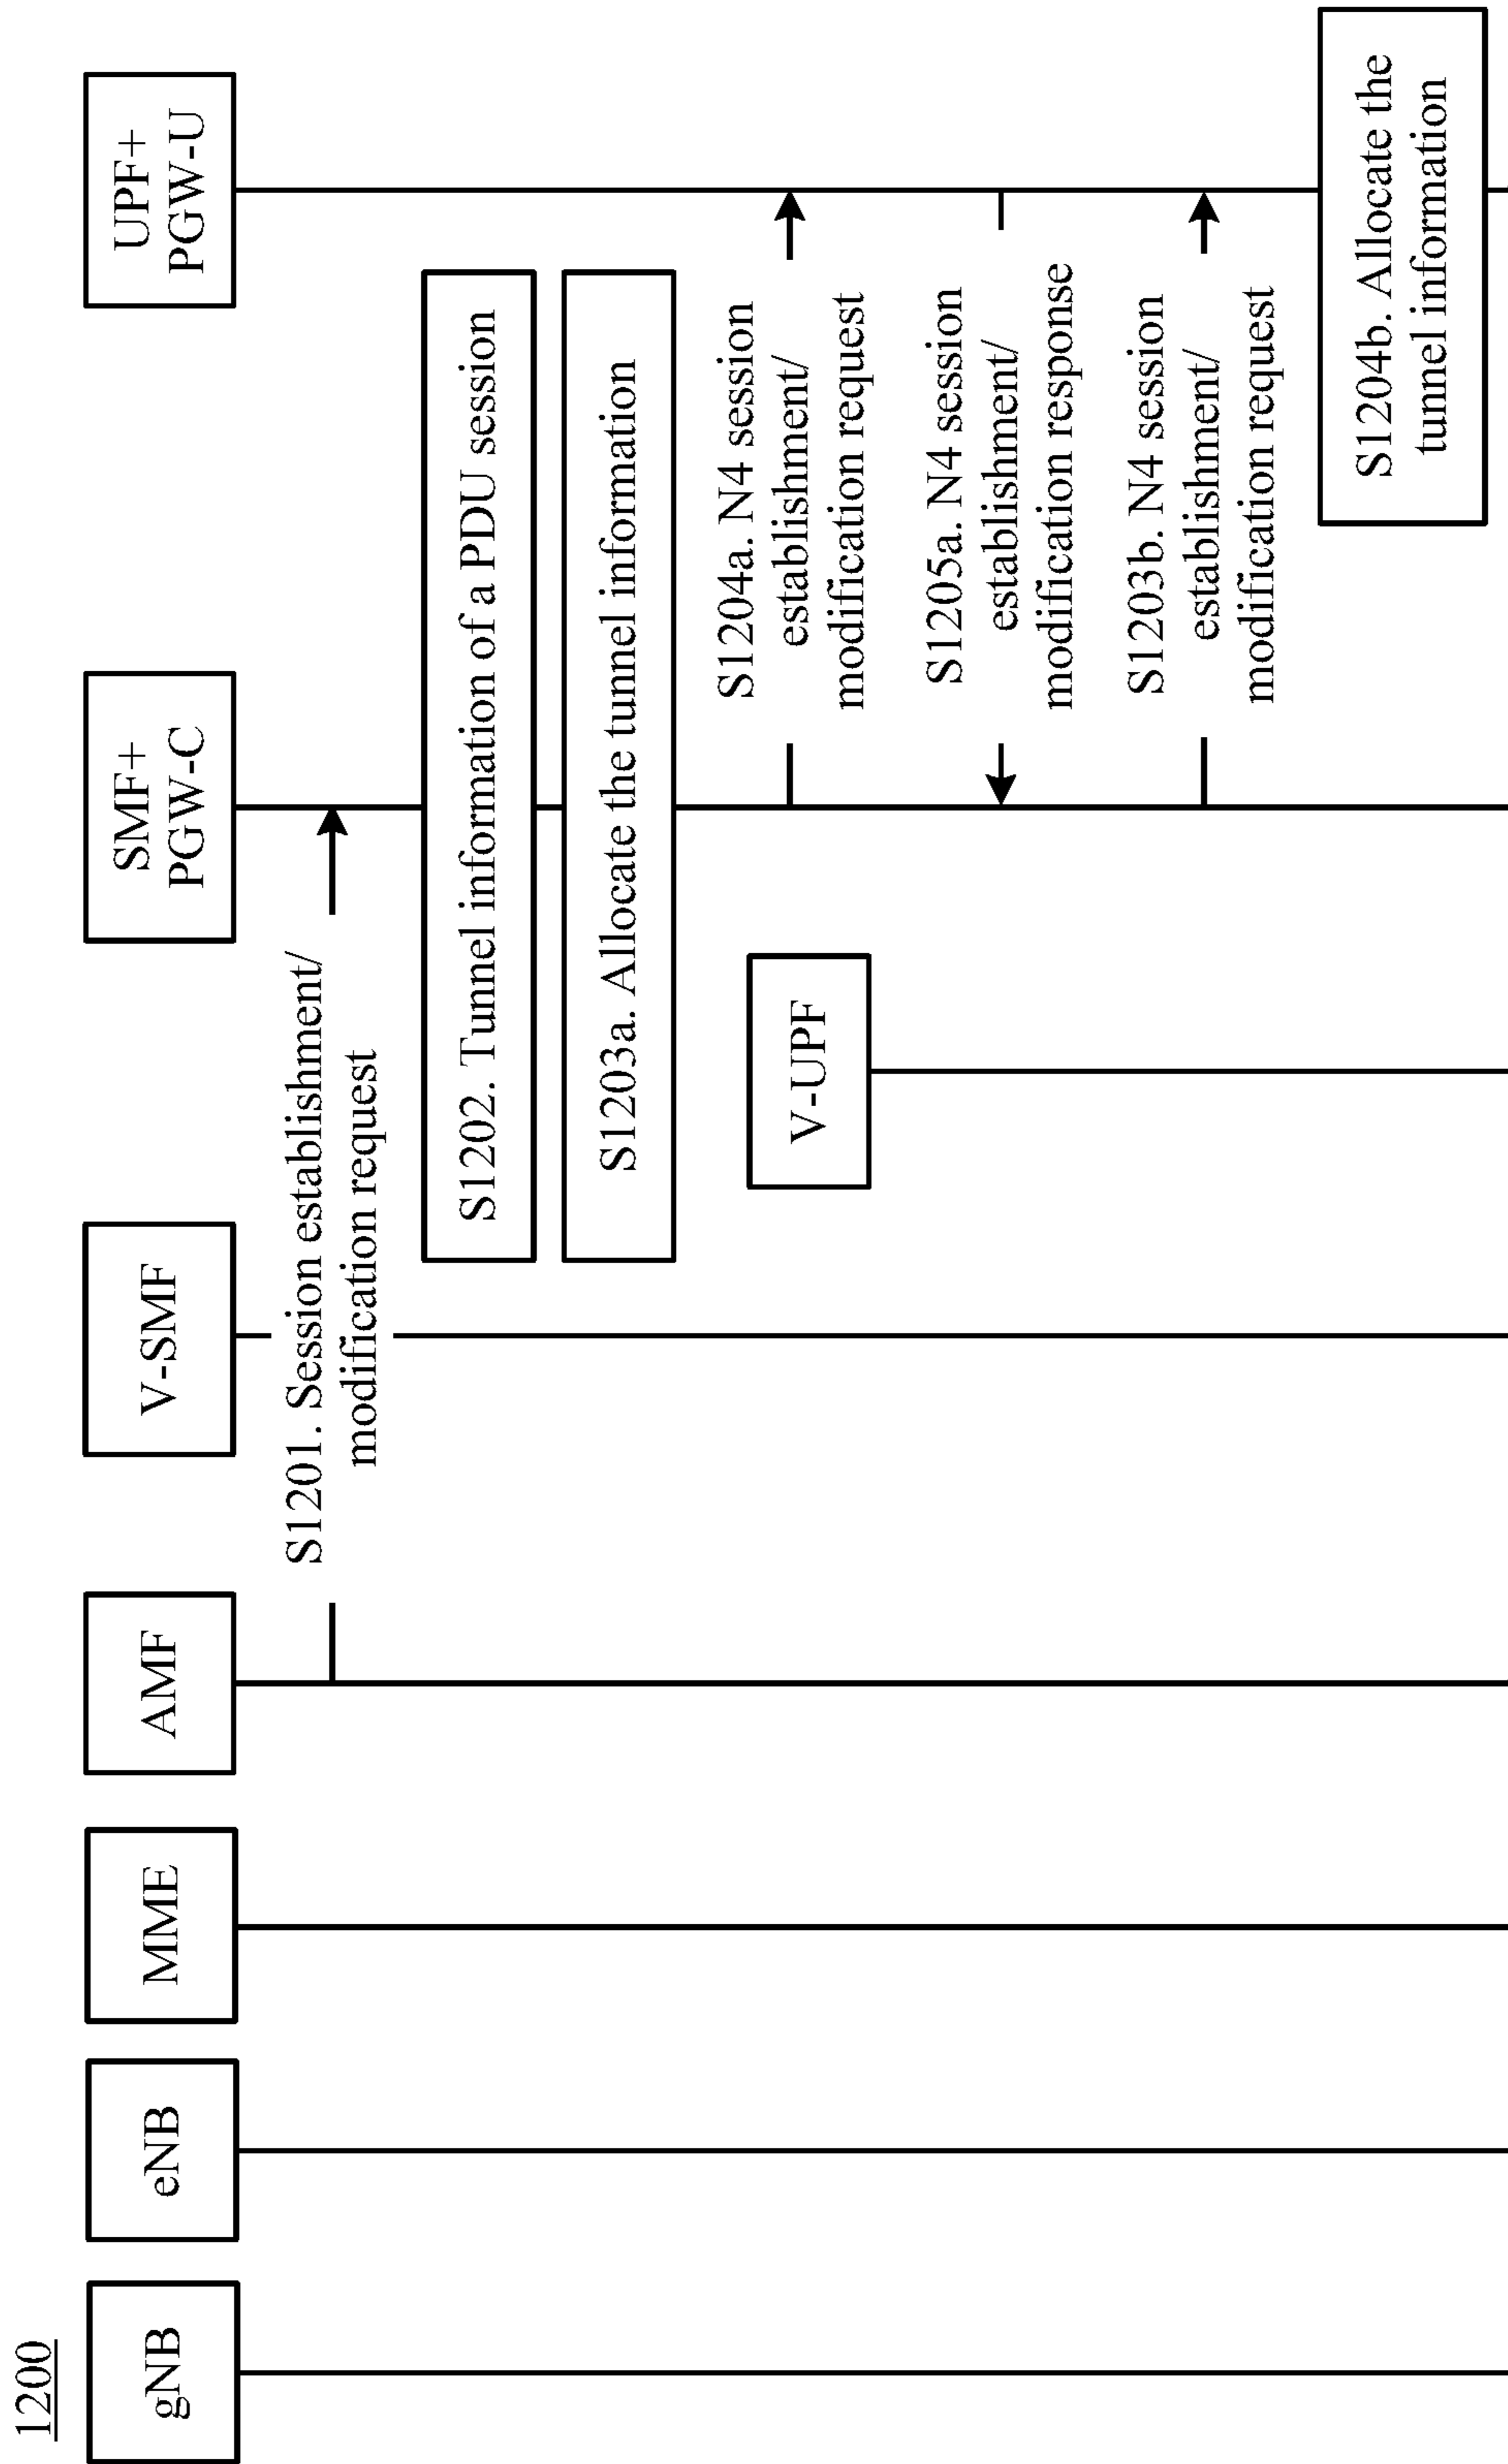 1200
gNB
eNB
MME
AMF
V-SMF
SMF+
PGW-C
UPF+
PGW-U
S1201. Session establishment/
modification request
S1202. Tunnel information of a PDU session
S1203a. Allocate the tunnel information
V-UPF
S1204a. N4 session
establishment/
modification request
S1205a. N4 session
establishment/
modification response
S1203b. N4 session
establishment/
modification request
S1204b. Allocate the
tunnel information